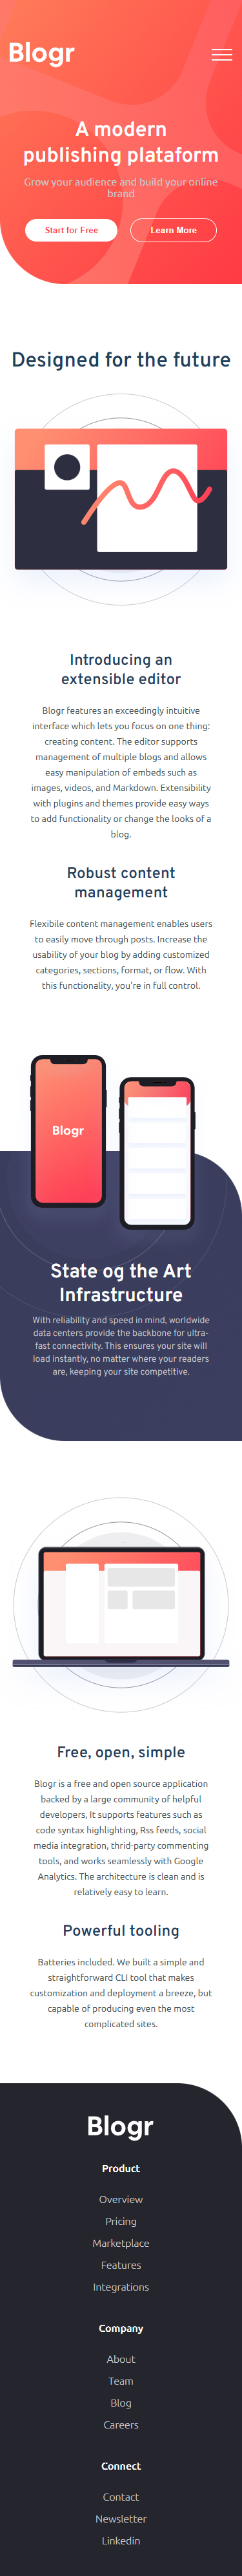 Blogr
A modern
publishing plataform
Grow your audience and build your online
brand
Start for Free
Learn More
Designed for the future
Introducing an
extensible editor
Blogr features an exceedingly intuitive
interface which lets you focus on one thing:
creating content. The editor supports
management of multiple blogs and allows
easy manipulation of embeds such as
images, videos, and Markdown. Extensibility
with plugins and themes provide easy ways
to add functionality or change the looks of a
blog.
Robust content
management
Flexibile content management enables users
to easily move through posts. Increase the
usability of your blog by adding customized
categories, sections, format, or flow. With
this functionality, you're in full control.
Blogr
State og the Art
Infrastructure
With reliability and speed in mind, worldwide
data centers provide the backbone for ultra-
fast connectivity. This ensures your site will
load instantly, no matter where your readers
are, keeping your site competitive.
Free, open, simple
Blogr is a free and open source application
backed by a large community of helpful
developers, It supports features such as
code syntax highlighting, Rss feeds, social
media integration, thrid-party commenting
tools, and works seamlessly with Google
Analytics. The architecture is clean and is
relatively easy to learn.
Powerful tooling
Batteries included. We built a simple and
straightforward CLI tool that makes
customization and deployment a breeze, but
capable of producing even the most
complicated sites.
Blogr
Product
Overview
Pricing
Marketplace
Features
Integrations
Company
About
Team
Blog
Careers
Connect
Contact
Newsletter
Linkedin